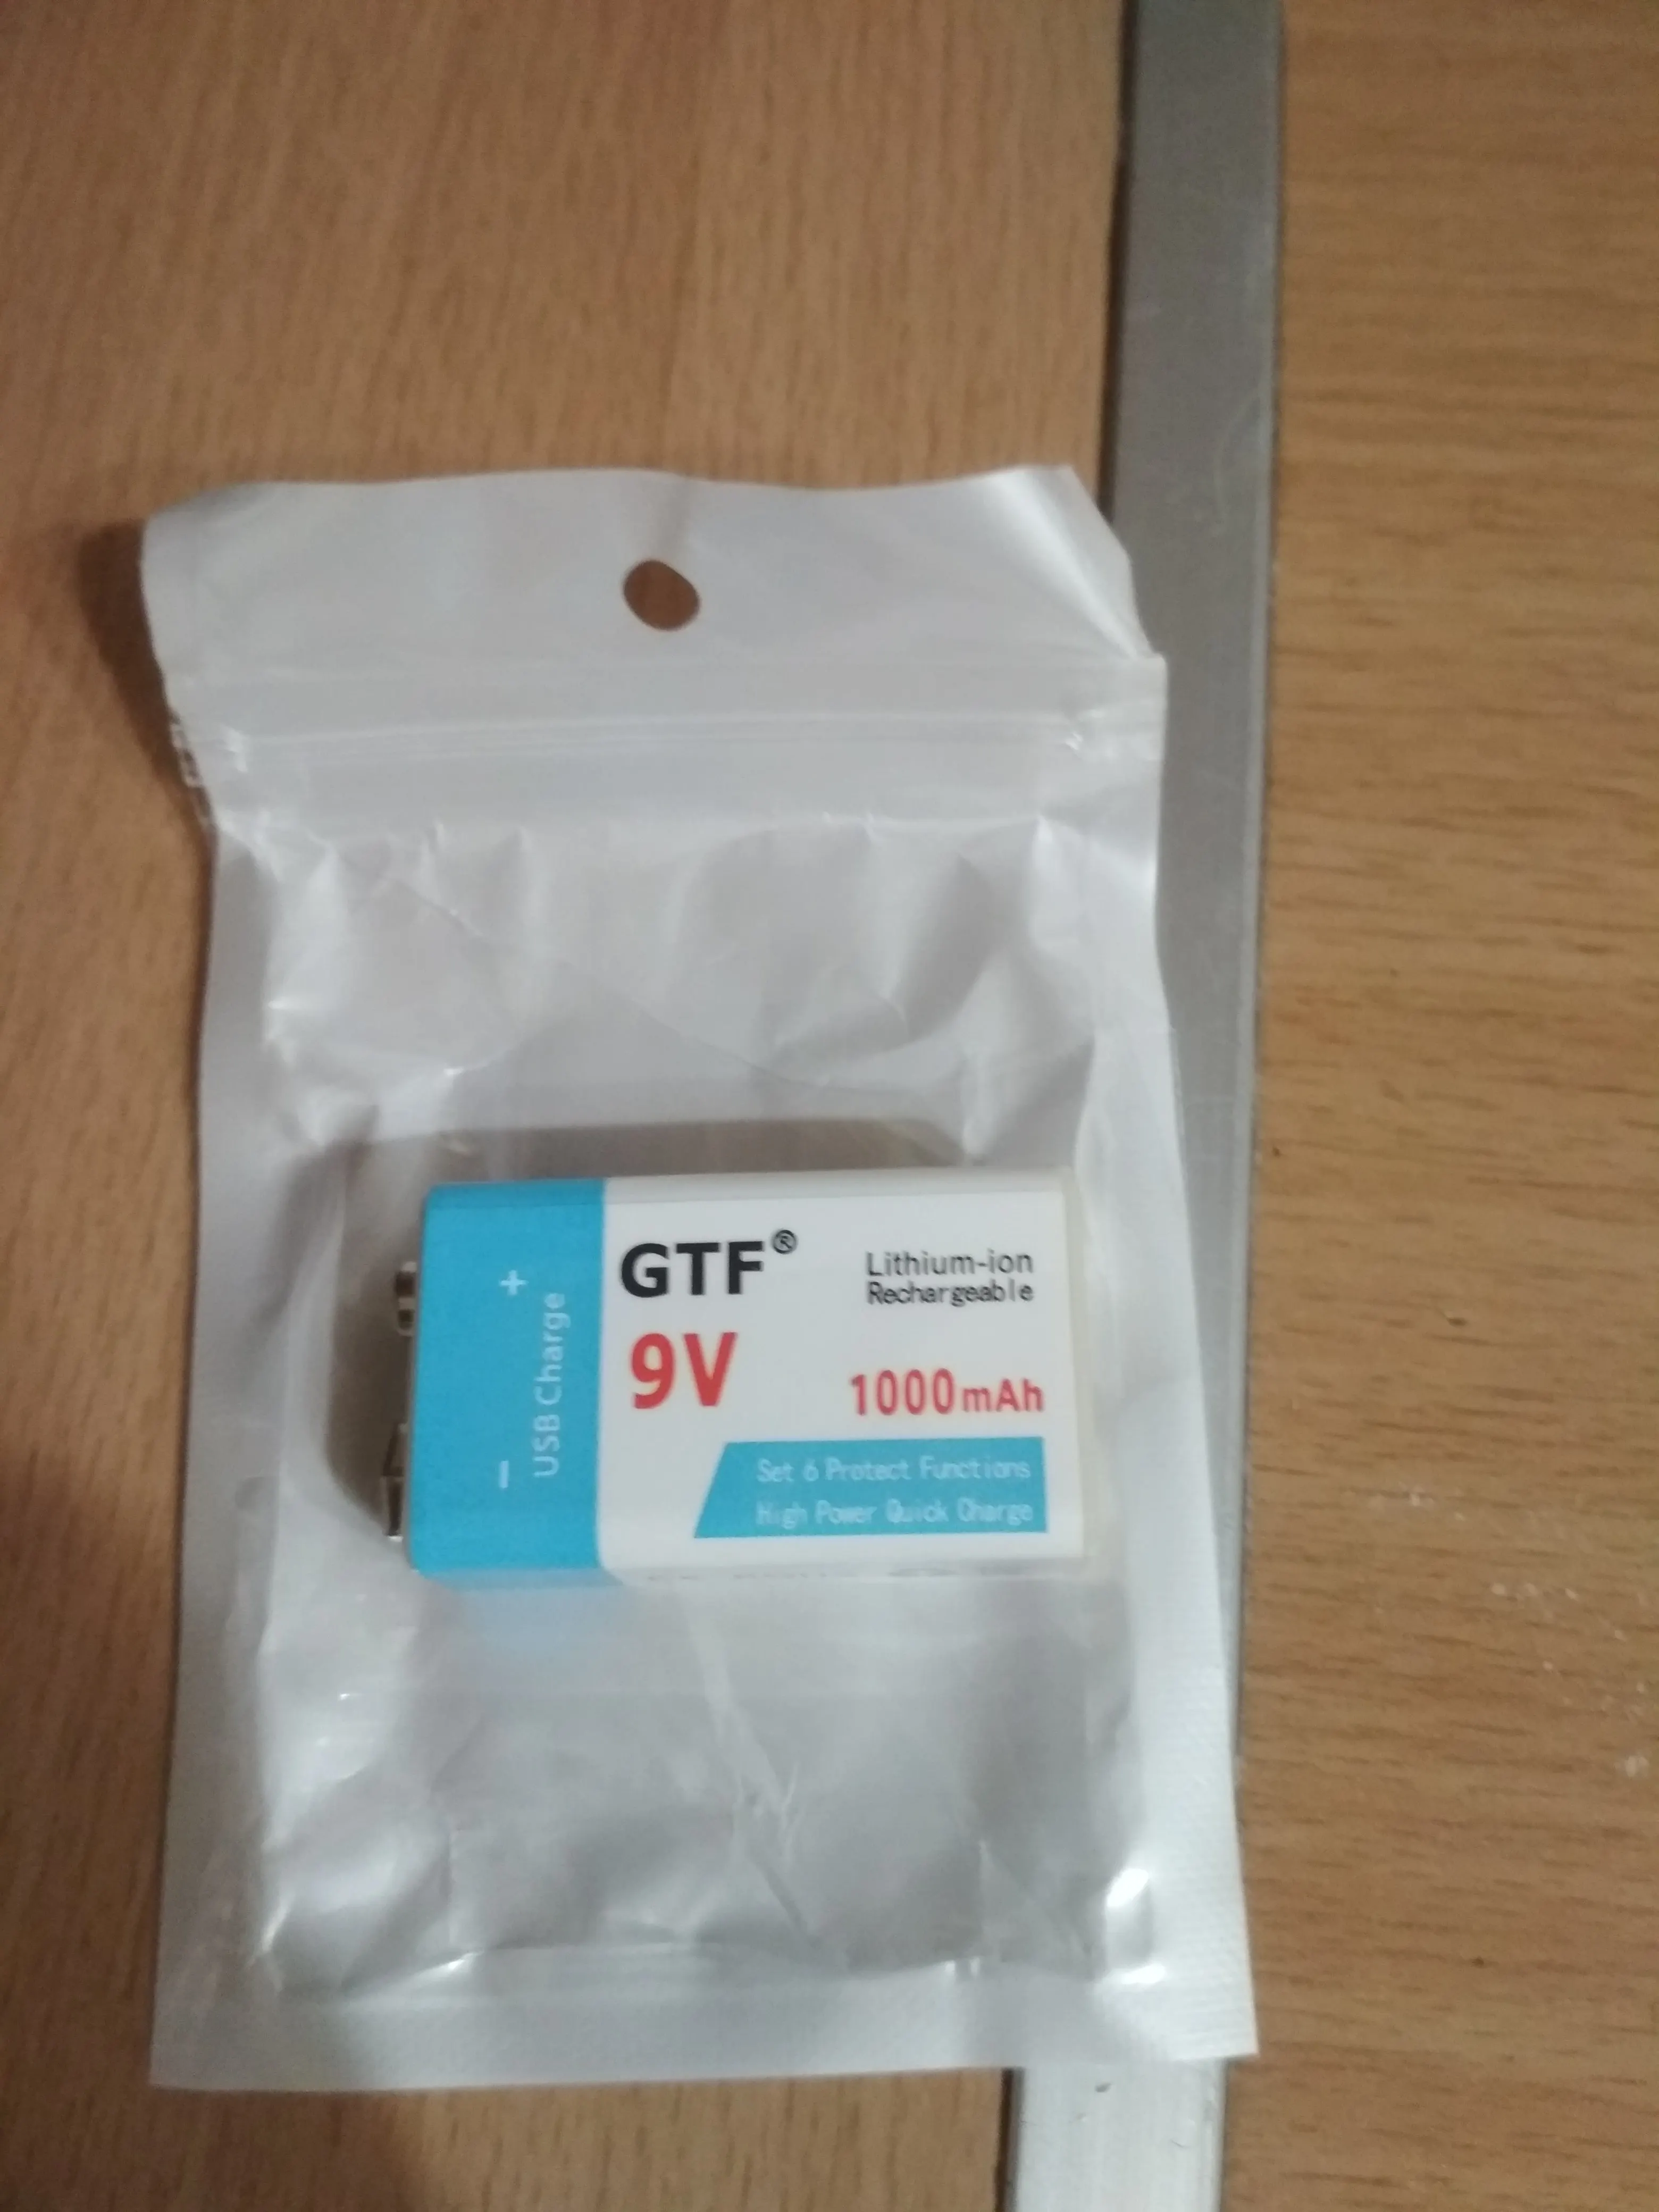 GTF®
Lithium-ion
Rechargeable
9V
1000mAh
Set 6 Protect Functions
High Power Quick Charge
+
USB Charge
-